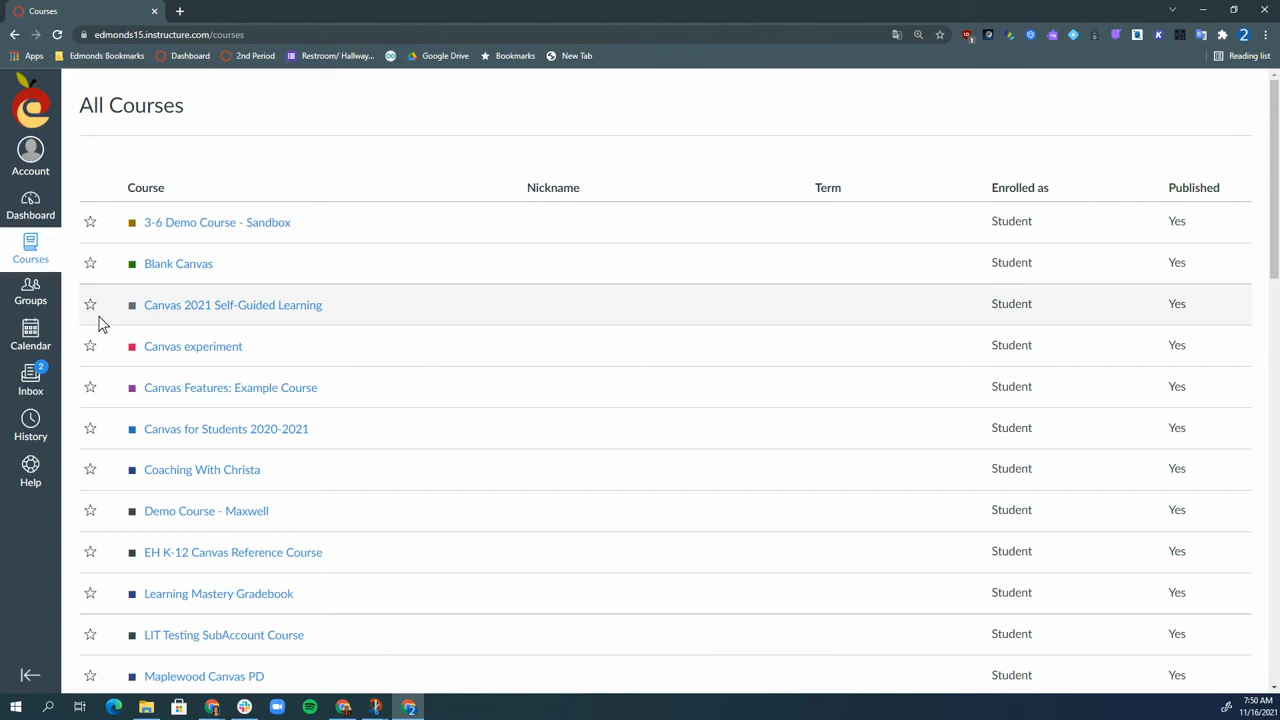 Courses
edmonds15.instructure.com/courses
Apps
Edmonds Bookmarks
Dashboard
2nd Period
Restroom/ Hallway...
Google Drive
Bookmarks
New Tab
Reading list
Account
Dashboard
Courses
Groups
Calendar
2
Inbox
History
Help
All Courses
Course Nickname Term Enrolled as Published
3-6 Demo Course - Sandbox Student Yes
Blank Canvas Student Yes
Canvas 2021 Self-Guided Learning Student Yes
Canvas experiment Student Yes
Canvas Features: Example Course Student Yes
Canvas for Students 2020-2021 Student Yes
Coaching With Christa Student Yes
Demo Course - Maxwell Student Yes
EH K-12 Canvas Reference Course Student Yes
Learning Mastery Gradebook Student Yes
LIT Testing SubAccount Course Student Yes
Maplewood Canvas PD Student Yes
7:50 AM
11/16/2021